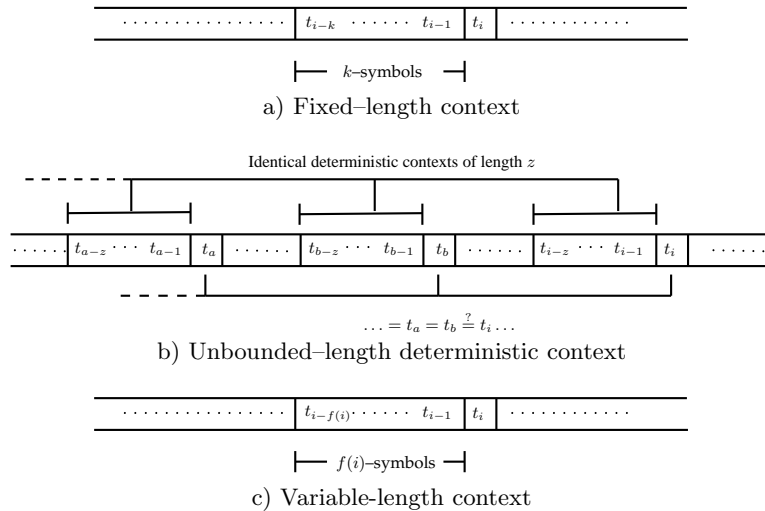 . . . . . . . . . . . . . . . . t_{i−k} . . . . . . t_{i−1} t_i . . . . . . . . . . . .
k–symbols
a) Fixed–length context
Identical deterministic contexts of length z
. . . . . . t_{a−z} · · · t_{a−1} t_a . . . . . . t_{b−z} · · · t_{b−1} t_b . . . . . . t_{i−z} · · · t_{i−1} t_i . . . . . .
. . . = t_a = t_b ≟ t_i . . .
b) Unbounded–length deterministic context
. . . . . . . . . . . . . . . . t_{i−f(i)} . . . . . . t_{i−1} t_i . . . . . . . . . . . .
f(i)–symbols
c) Variable-length context